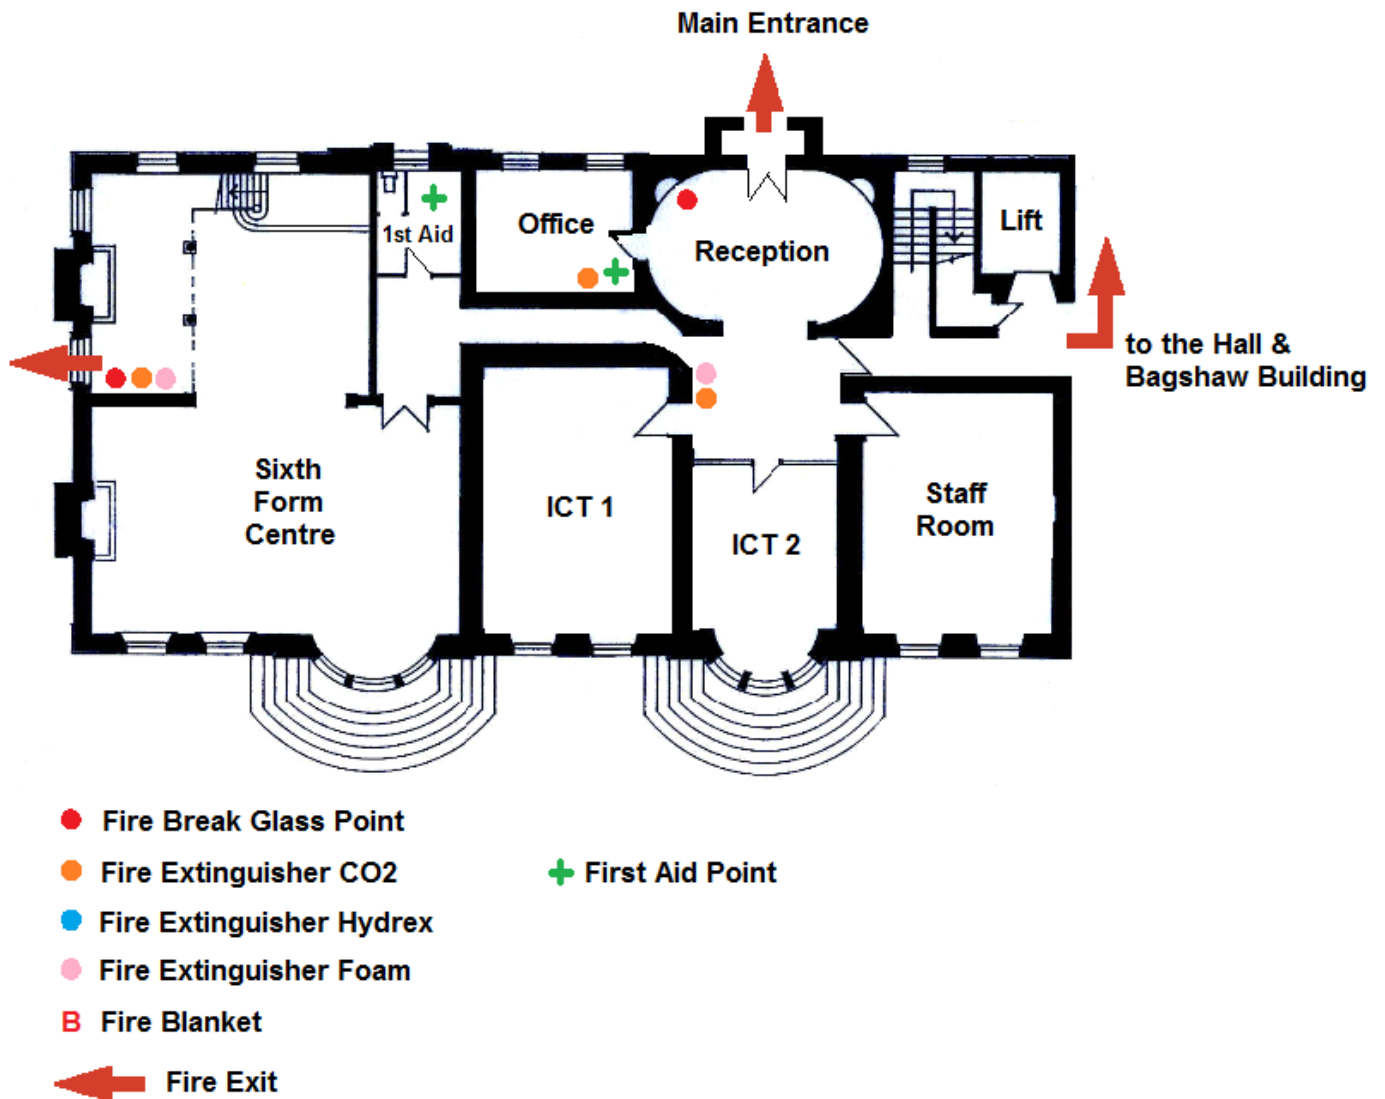 Main Entrance
Office
1st Aid
Reception
Lift
to the Hall &
Bagshaw Building
Sixth
Form
Centre
ICT 1
ICT 2
Staff
Room
Fire Break Glass Point
Fire Extinguisher CO2
First Aid Point
Fire Extinguisher Hydrex
Fire Extinguisher Foam
B Fire Blanket
Fire Exit